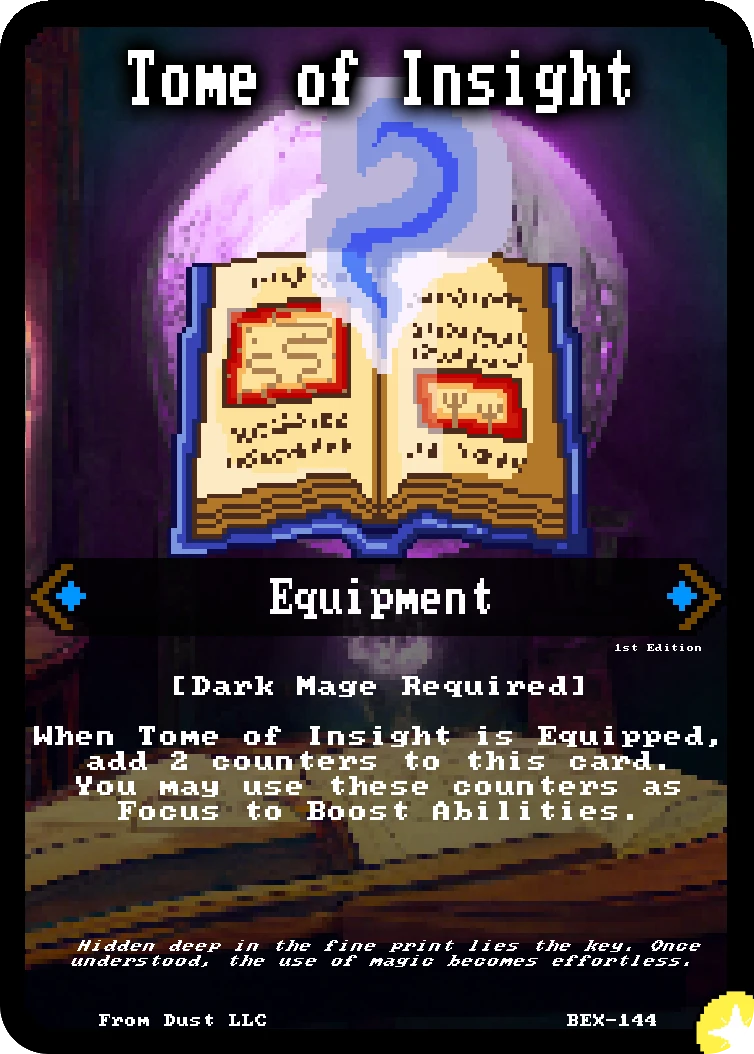 Tome of Insight
Equipment
1st Edition
[Dark Mage Required]
When Tome of Insight is Equipped,
add 2 counters to this card.
You may use these counters as
Focus to Boost Abilities.
Hidden deep in the fine print lies the key. Once
understood, the use of magic becomes effortless.
From Dust LLC
BEX-144